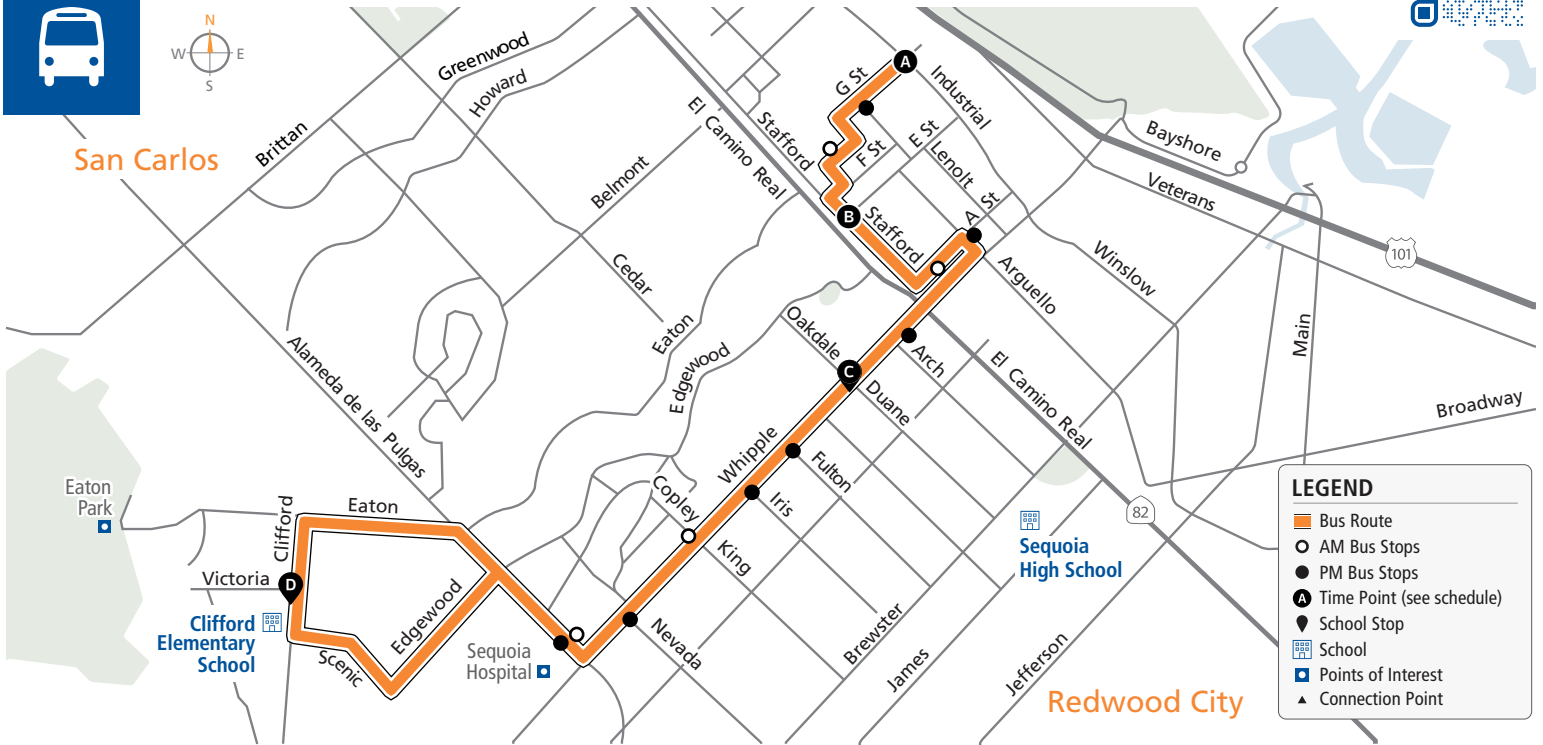 N
W
E
S
San Carlos
Brittan
Greenwood
Howard
Belmont
Cedar
Eaton
Edgewood
El Camino Real
Stafford
G St
A
Industrial
F St
E St
Lenolt
A St
B
Stafford
Bayshore
Veterans
101
Winslow
Arguello
Main
Broadway
Alameda de las Pulgas
Oakdale
Arch
C
Duane
El Camino Real
Whipple
Fulton
Iris
Copley
King
82
Eaton
Park
Clifford
Eaton
Victoria
D
Clifford
Elementary
School
Scenic
Edgewood
Sequoia
Hospital
Nevada
Sequoia
High School
Brewster
James
Jefferson
Redwood City
LEGEND
Bus Route
AM Bus Stops
PM Bus Stops
A Time Point (see schedule)
School Stop
School
Points of Interest
Connection Point